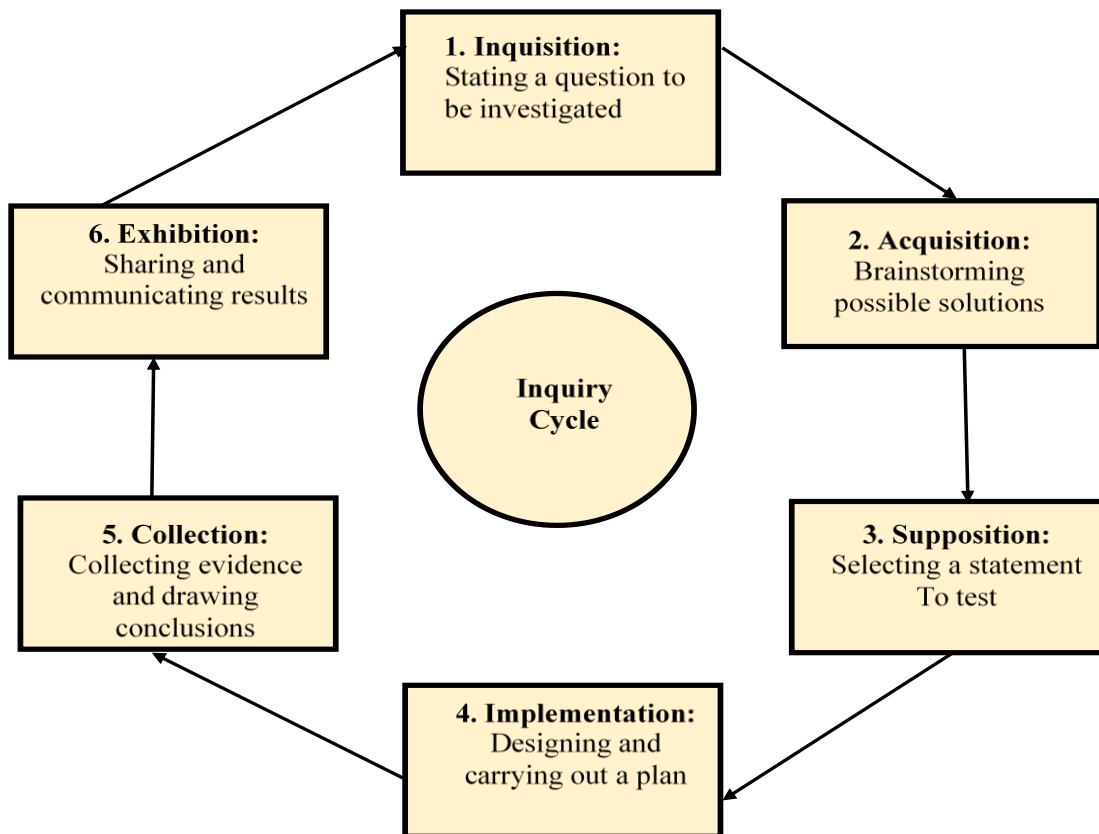 1. Inquisition:
Stating a question to
be investigated
2. Acquisition:
Brainstorming
possible solutions
3. Supposition:
Selecting a statement
To test
4. Implementation:
Designing and
carrying out a plan
5. Collection:
Collecting evidence
and drawing
conclusions
6. Exhibition:
Sharing and
communicating results
Inquiry
Cycle